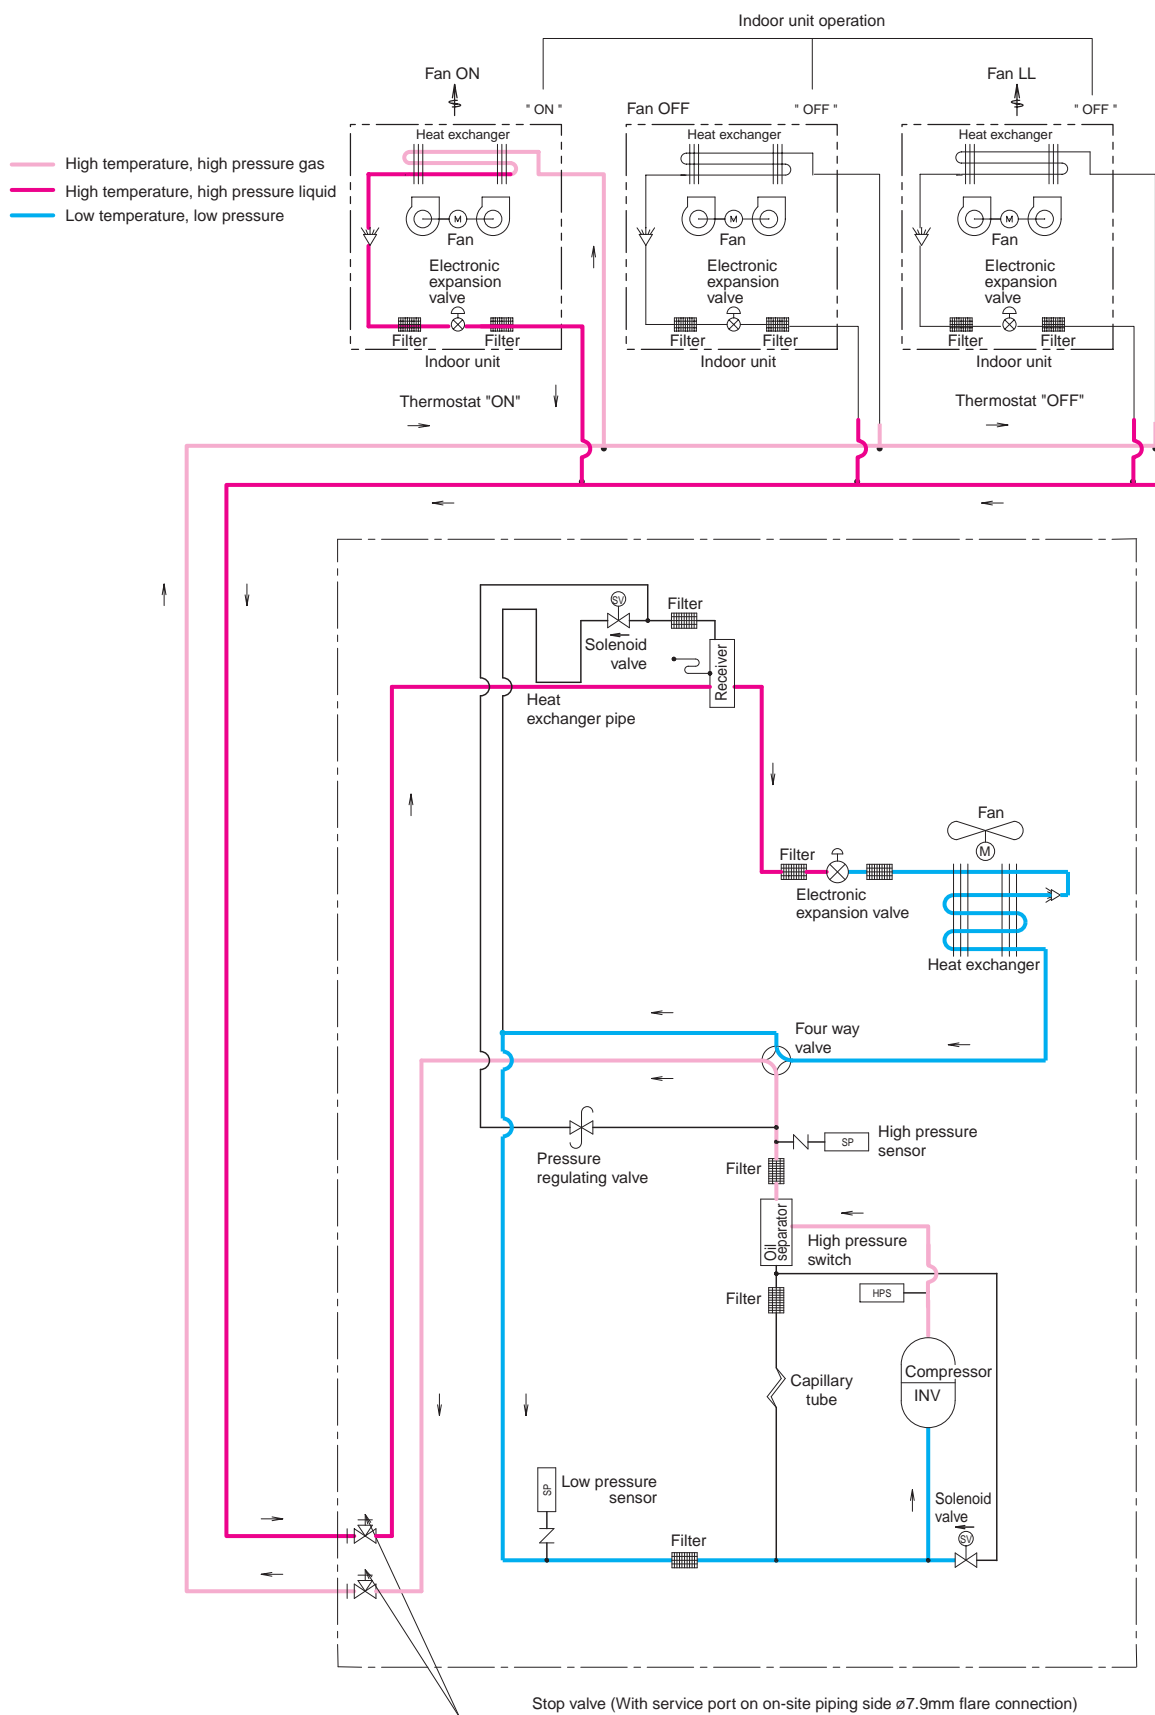 Indoor unit operation
Fan ON
" ON "
Fan OFF
" OFF "
Fan LL
" OFF "
High temperature, high pressure gas
High temperature, high pressure liquid
Low temperature, low pressure
Heat exchanger
M
Fan
Electronic
expansion
valve
Filter
Filter
Indoor unit
Heat exchanger
M
Fan
Electronic
expansion
valve
Filter
Filter
Indoor unit
Heat exchanger
M
Fan
Electronic
expansion
valve
Filter
Filter
Indoor unit
Thermostat "ON"
Thermostat "OFF"
SV
Filter
Solenoid
valve
Receiver
Heat
exchanger pipe
Fan
M
Filter
Electronic
expansion valve
Heat exchanger
Four way
valve
High pressure
sensor
SP
Pressure
regulating valve
Filter
Oil
separator
High pressure
switch
HPS
Filter
Compressor
INV
Capillary
tube
SP
Low pressure
sensor
Solenoid
valve
SV
Filter
Stop valve (With service port on on-site piping side ø7.9mm flare connection)